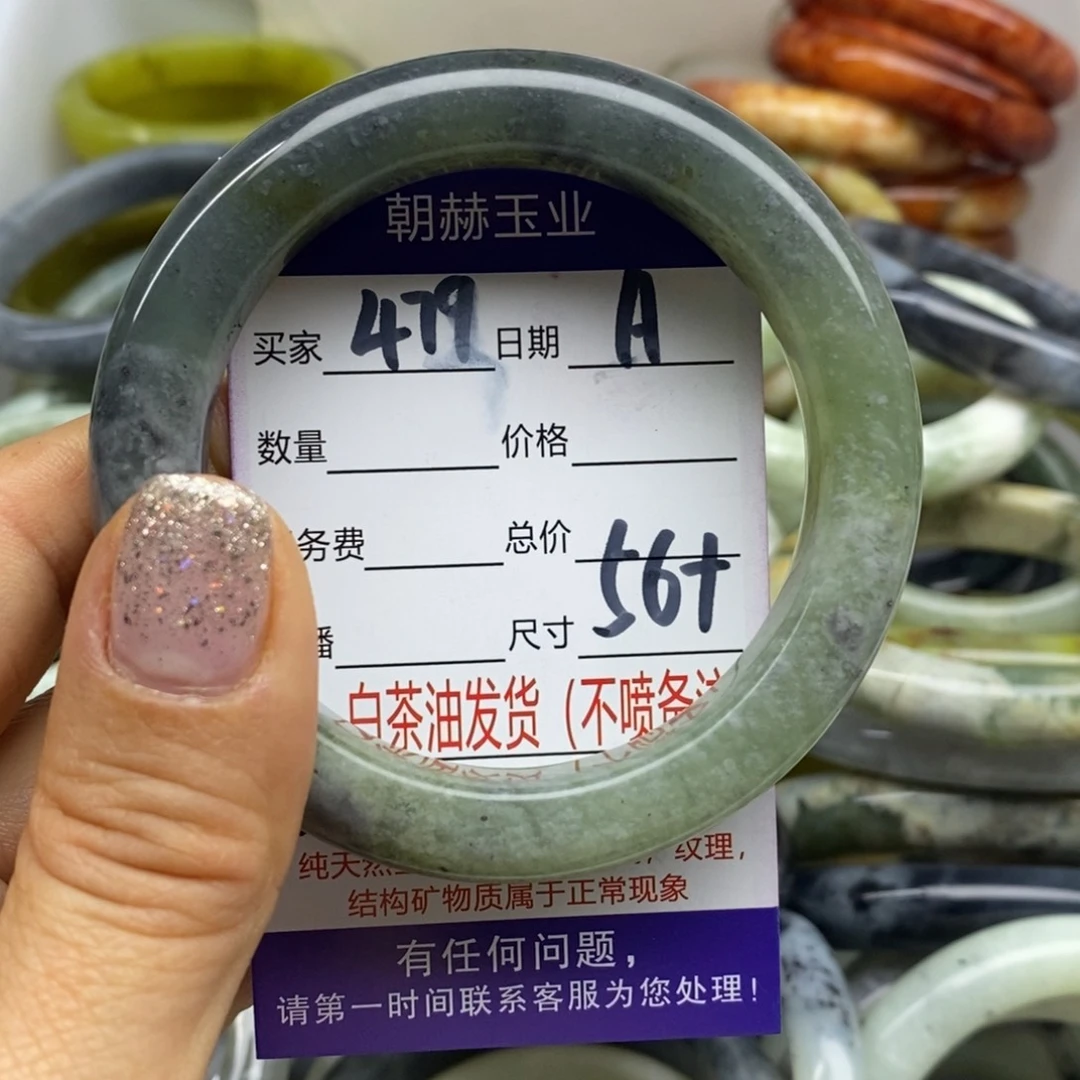 朝赫玉业
买家 479 日期 A
数量 价格
务费 总价
播 尺寸 56+
白茶油发货（不喷备注
纯天然 纹理，
结构矿物质属于正常现象
有任何问题，
请第一时间联系客服为您处理！